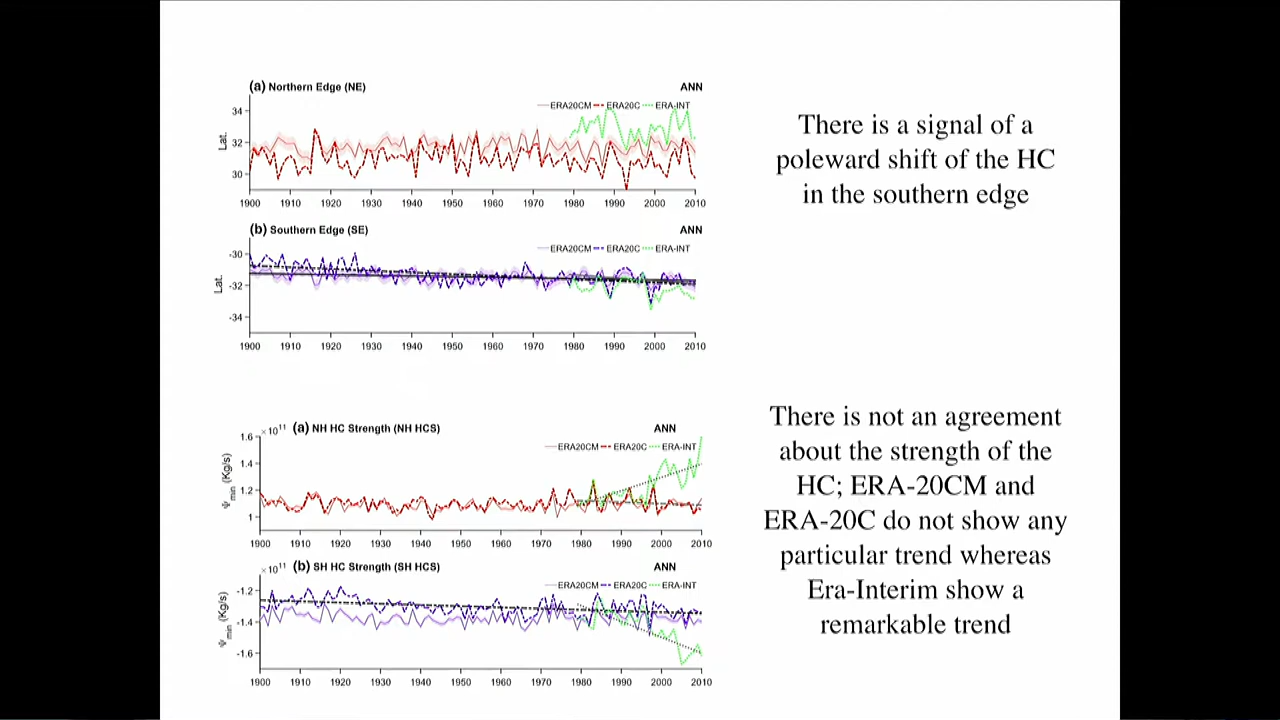 (a) Northern Edge (NE) ANN
ERA20CM ERA20C ERA-INT
34
32
30
Lat.
1900 1910 1920 1930 1940 1950 1960 1970 1980 1990 2000 2010
(b) Southern Edge (SE) ANN
ERA20CM ERA20C ERA-INT
-30
-32
-34
Lat.
1900 1910 1920 1930 1940 1950 1960 1970 1980 1990 2000 2010
There is a signal of a
poleward shift of the HC
in the southern edge
×10¹¹ (a) NH HC Strength (NH HCS) ANN
ERA20CM ERA20C ERA-INT
1.6
1.4
1.2
1
Ψ min (Kg/s)
1900 1910 1920 1930 1940 1950 1960 1970 1980 1990 2000 2010
×10¹¹ (b) SH HC Strength (SH HCS) ANN
ERA20CM ERA20C ERA-INT
-1.2
-1.4
-1.6
Ψ min (Kg/s)
1900 1910 1920 1930 1940 1950 1960 1970 1980 1990 2000 2010
There is not an agreement
about the strength of the
HC; ERA-20CM and
ERA-20C do not show any
particular trend whereas
Era-Interim show a
remarkable trend